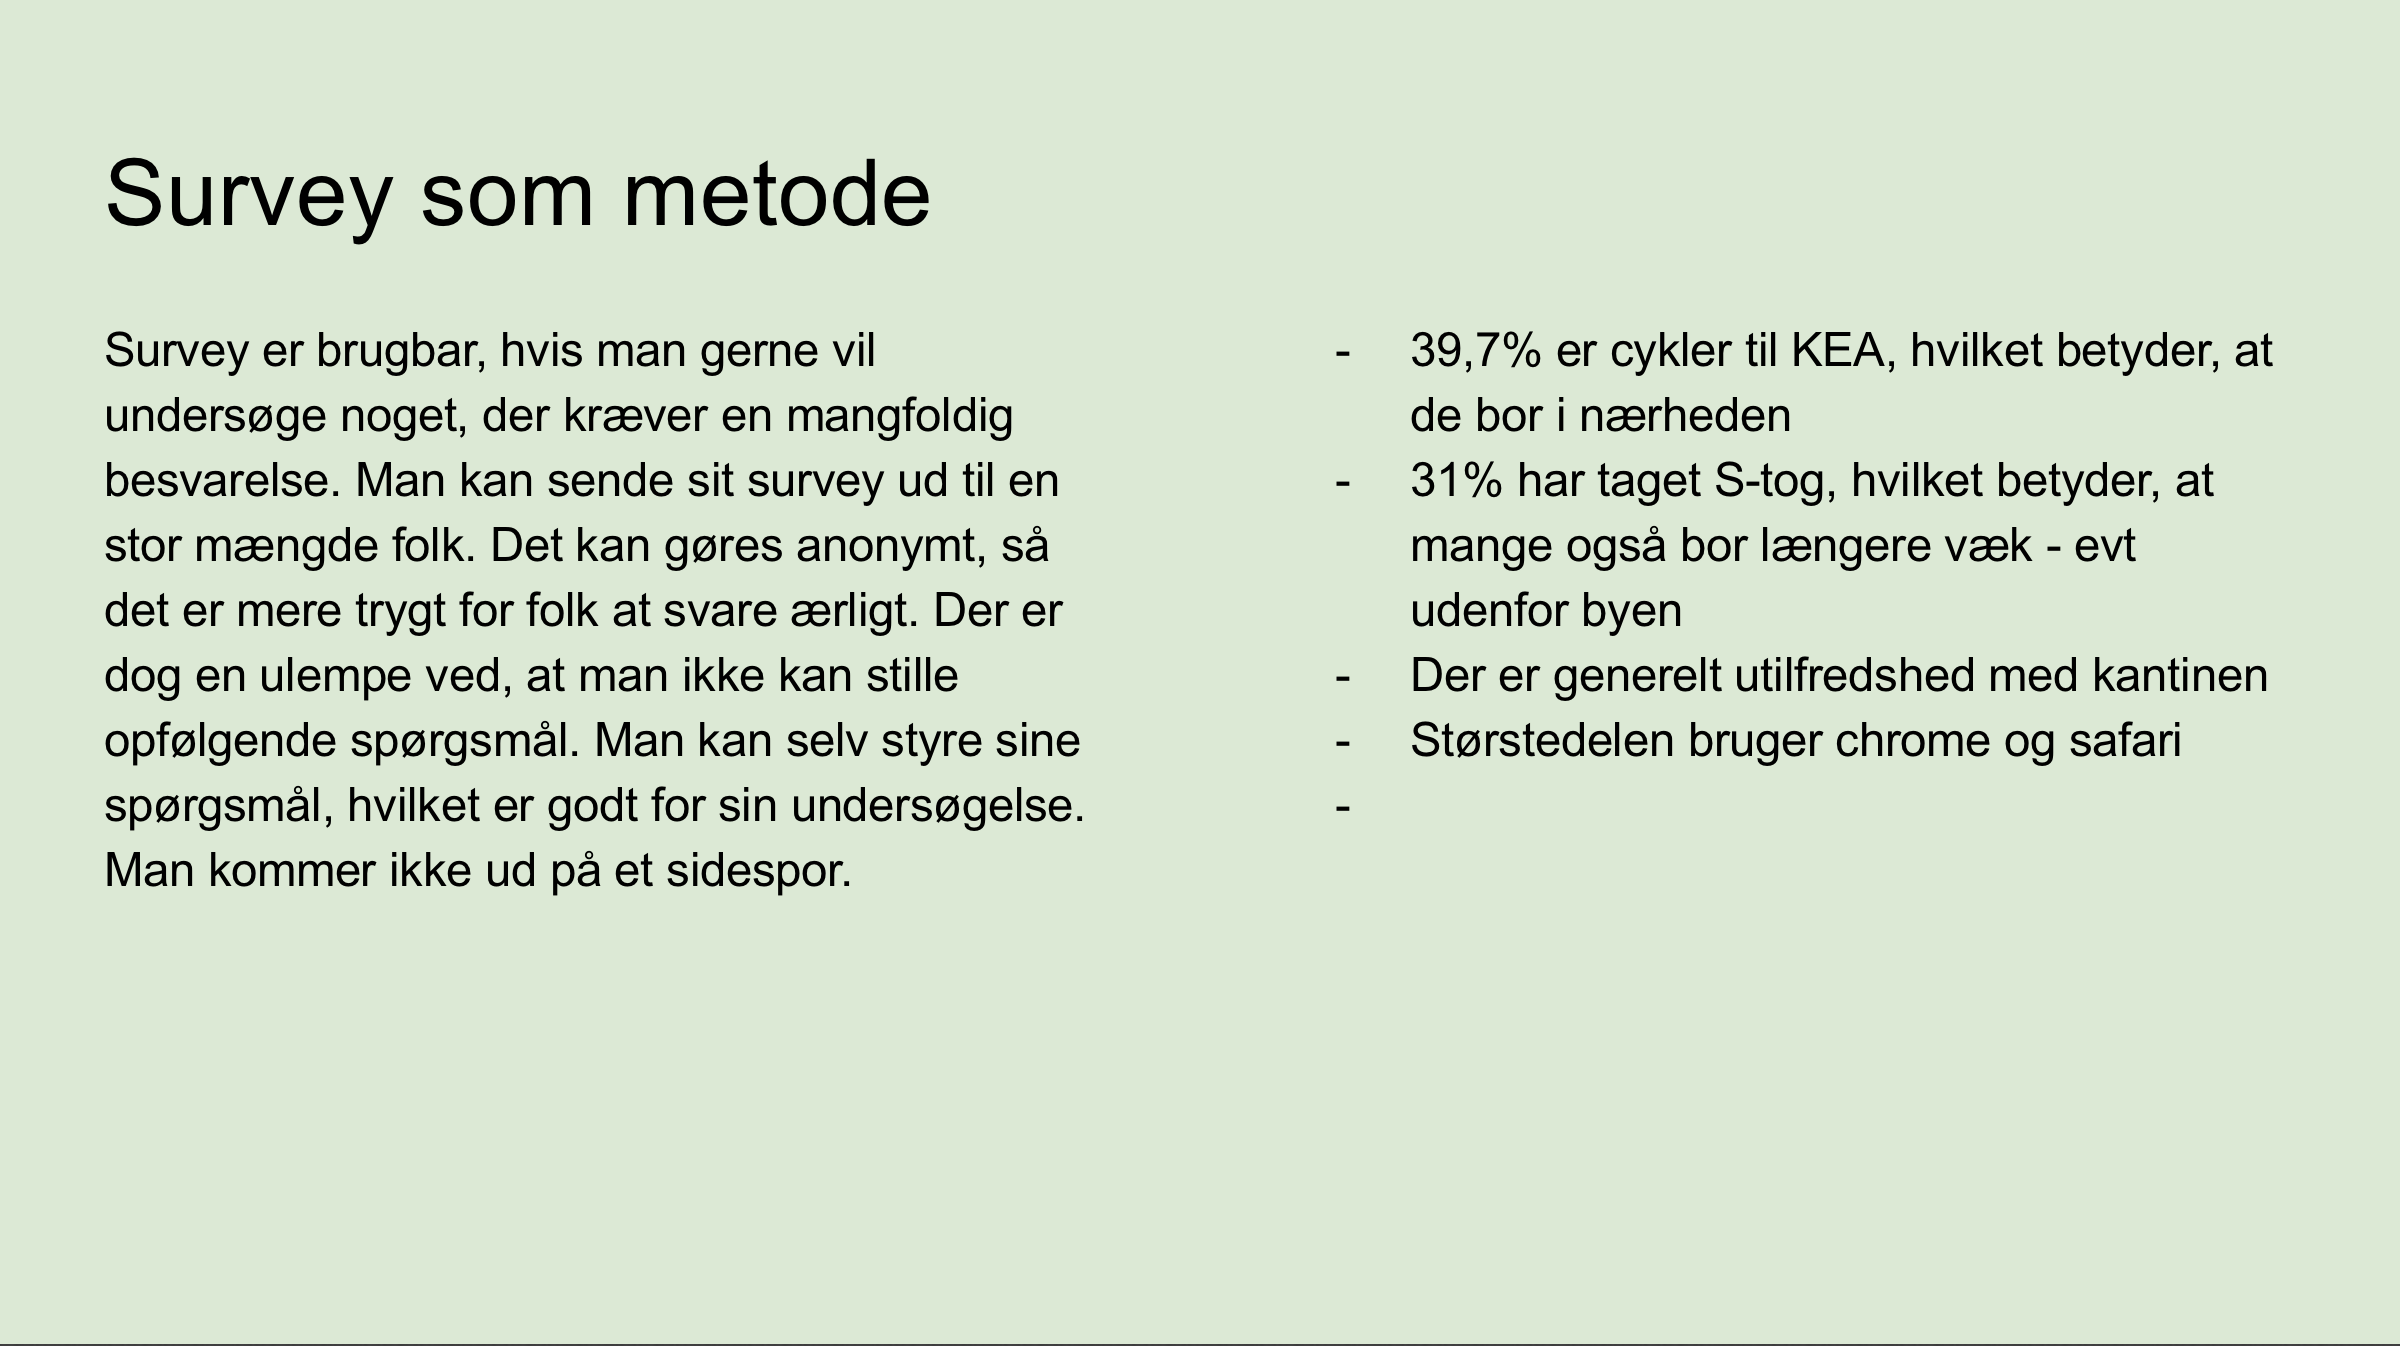 Survey som metode
Survey er brugbar, hvis man gerne vil
undersøge noget, der kræver en mangfoldig
besvarelse. Man kan sende sit survey ud til en
stor mængde folk. Det kan gøres anonymt, så
det er mere trygt for folk at svare ærligt. Der er
dog en ulempe ved, at man ikke kan stille
opfølgende spørgsmål. Man kan selv styre sine
spørgsmål, hvilket er godt for sin undersøgelse.
Man kommer ikke ud på et sidespor.
- 39,7% er cykler til KEA, hvilket betyder, at
de bor i nærheden
- 31% har taget S-tog, hvilket betyder, at
mange også bor længere væk - evt
udenfor byen
- Der er generelt utilfredshed med kantinen
- Størstedelen bruger chrome og safari
-